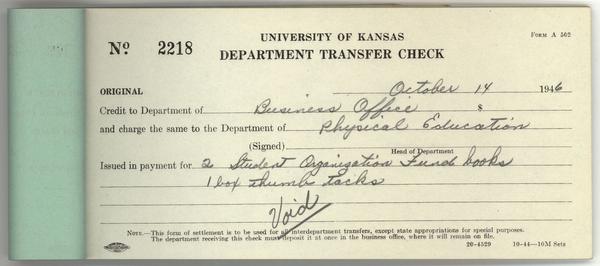 UNIVERSITY OF KANSAS
FORM A 502
No. 2218 DEPARTMENT TRANSFER CHECK
ORIGINAL October 14 1946
Credit to Department of Business Office $
and charge the same to the Department of Physical Education
(Signed)
Head of Department
Issued in payment for 2 Student Organization Fund books
1 box thumb tacks
Void
NOTE.—This form of settlement is to be used for all interdepartment transfers, except state appropriations for special purposes.
The department receiving this check must deposit it at once in the business office, where it will remain on file.
20-4529 10-44—10M Sets